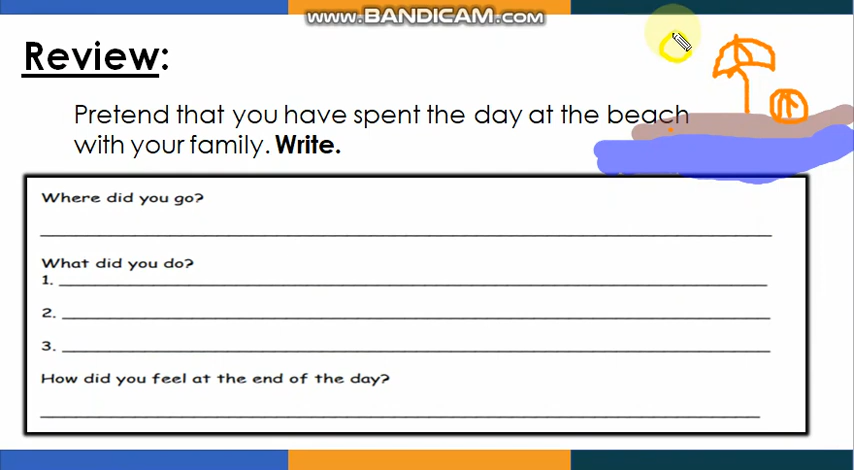 WWW.BANDICAM.COM
Review:
Pretend that you have spent the day at the beach
with your family. Write.
Where did you go?
What did you do?
1.
2.
3.
How did you feel at the end of the day?